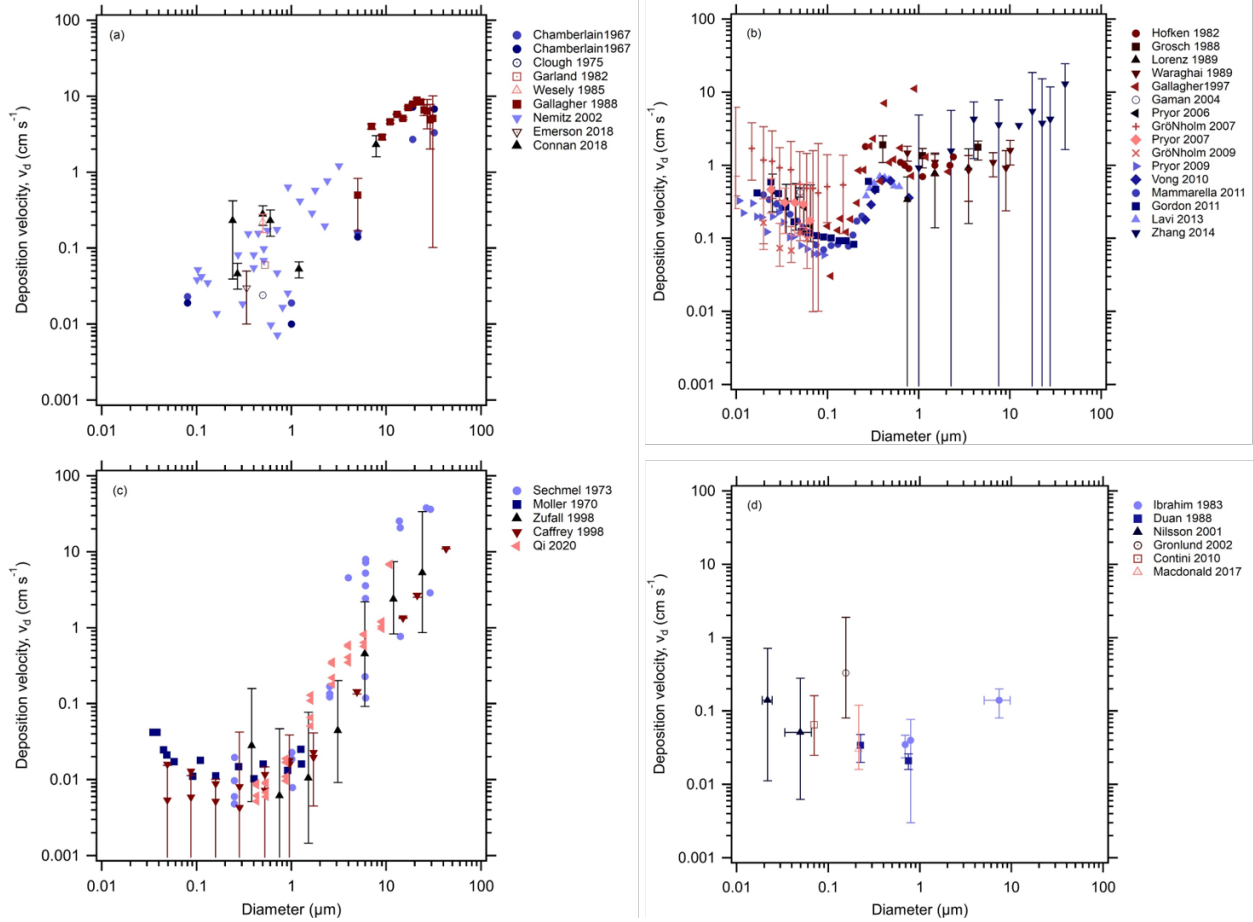 (a)
Deposition velocity, vd (cm s-1)
100
10
1
0.1
0.01
0.001
0.01 0.1 1 10 100
Diameter (µm)
Chamberlain1967
Chamberlain1967
Clough 1975
Garland 1982
Wesely 1985
Gallagher 1988
Nemitz 2002
Emerson 2018
Connan 2018
(b)
Deposition velocity, vd (cm s-1)
100
10
1
0.1
0.01
0.001
0.01 0.1 1 10 100
Diameter (µm)
Hofken 1982
Grosch 1988
Lorenz 1989
Waraghai 1989
Gallagher1997
Gaman 2004
Pryor 2006
GröNholm 2007
Pryor 2007
GröNholm 2009
Pryor 2009
Vong 2010
Mammarella 2011
Gordon 2011
Lavi 2013
Zhang 2014
(c)
Deposition velocity, vd (cm s-1)
100
10
1
0.1
0.01
0.001
0.01 0.1 1 10 100
Diameter (µm)
Sechmel 1973
Moller 1970
Zufall 1998
Caffrey 1998
Qi 2020
(d)
Deposition velocity, vd (cm s-1)
100
10
1
0.1
0.01
0.001
0.01 0.1 1 10 100
Diameter (µm)
Ibrahim 1983
Duan 1988
Nilsson 2001
Gronlund 2002
Contini 2010
Macdonald 2017